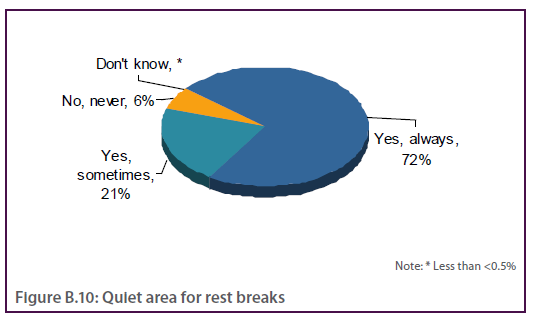 Don't know, *
No, never, 6%
Yes, always,
72%
Yes,
sometimes,
21%
Note: * Less than <0.5%
Figure B.10: Quiet area for rest breaks